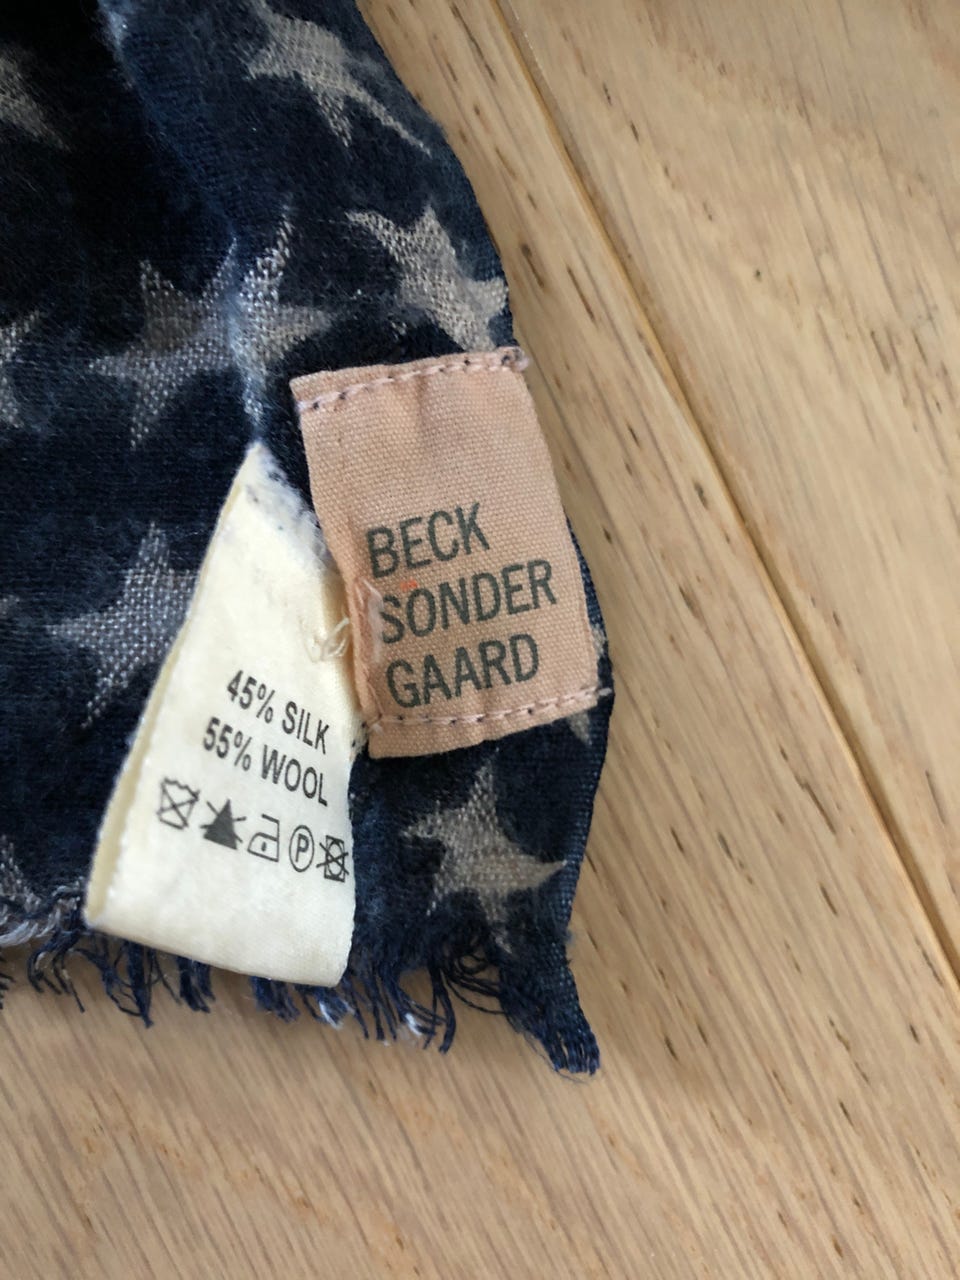 BECK
SONDER
GAARD
45% SILK
55% WOOL
P